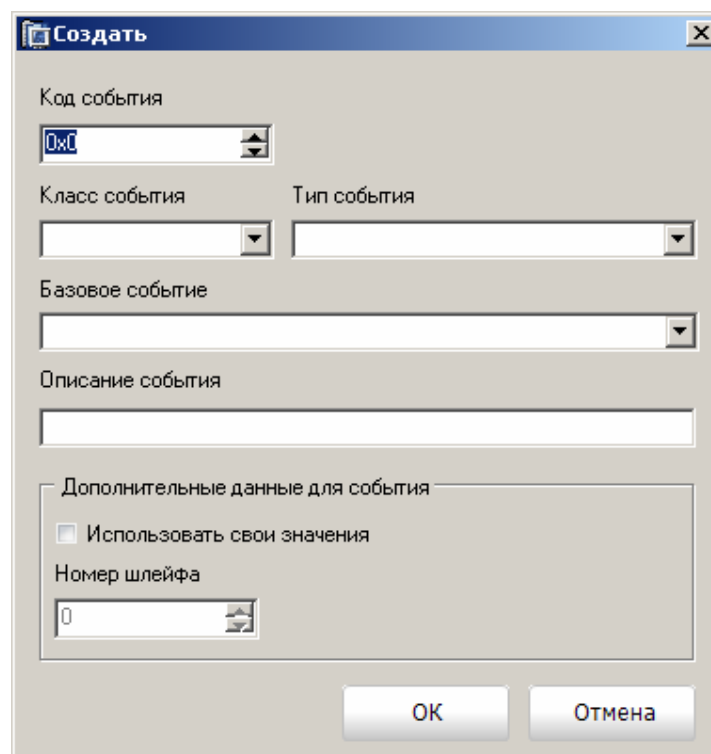 Создать
Код события
0x0
Класс события Тип события
Базовое событие
Описание события
Дополнительные данные для события
Использовать свои значения
Номер шлейфа
0
ОК Отмена